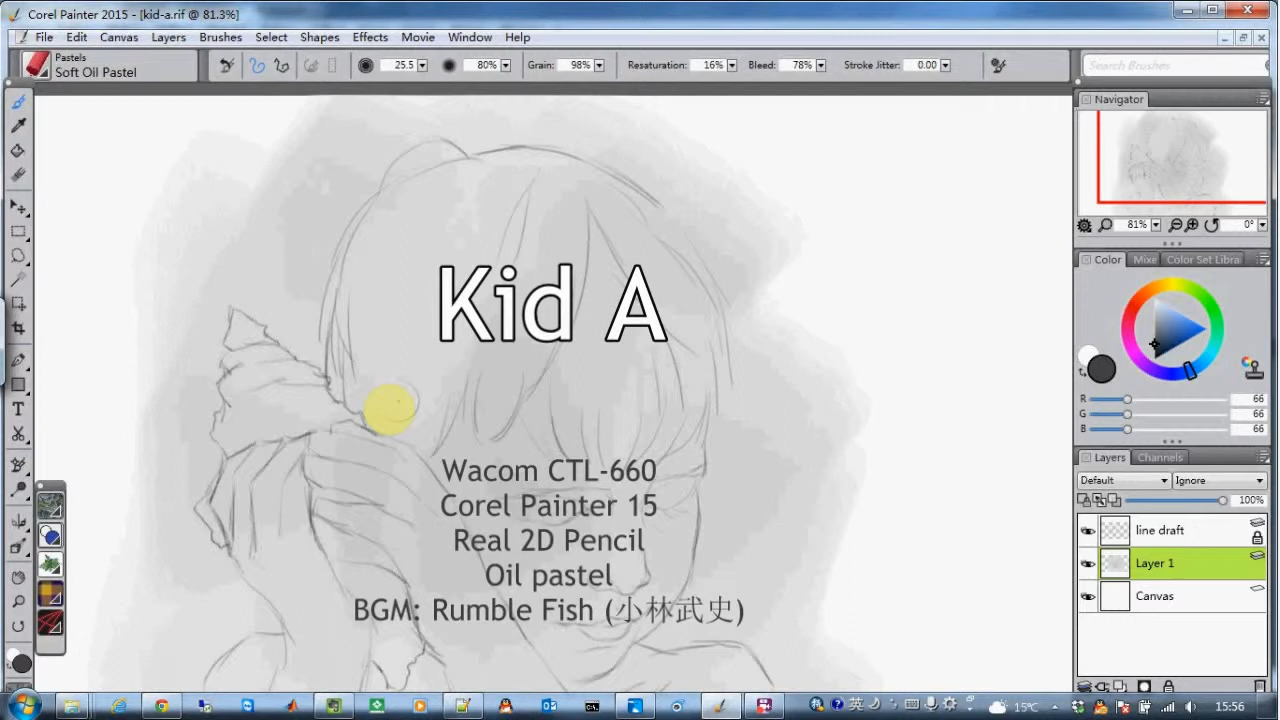 Corel Painter 2015 - [kid-a.rif @ 81.3%]
File Edit Canvas Layers Brushes Select Shapes Effects Movie Window Help
Pastels
Soft Oil Pastel
25.5 80% Grain: 98% Resaturation: 16% Bleed: 78% Stroke Jitter: 0.00
Search Brushes
Navigator
81% 0°
Color Mixe Color Set Libra
R 66
G 66
B 66
Layers Channels
Default Ignore
100%
line draft
Layer 1
Canvas
Kid A
Wacom CTL-660
Corel Painter 15
Real 2D Pencil
Oil pastel
BGM: Rumble Fish (小林武史)
英 15℃ 15:56